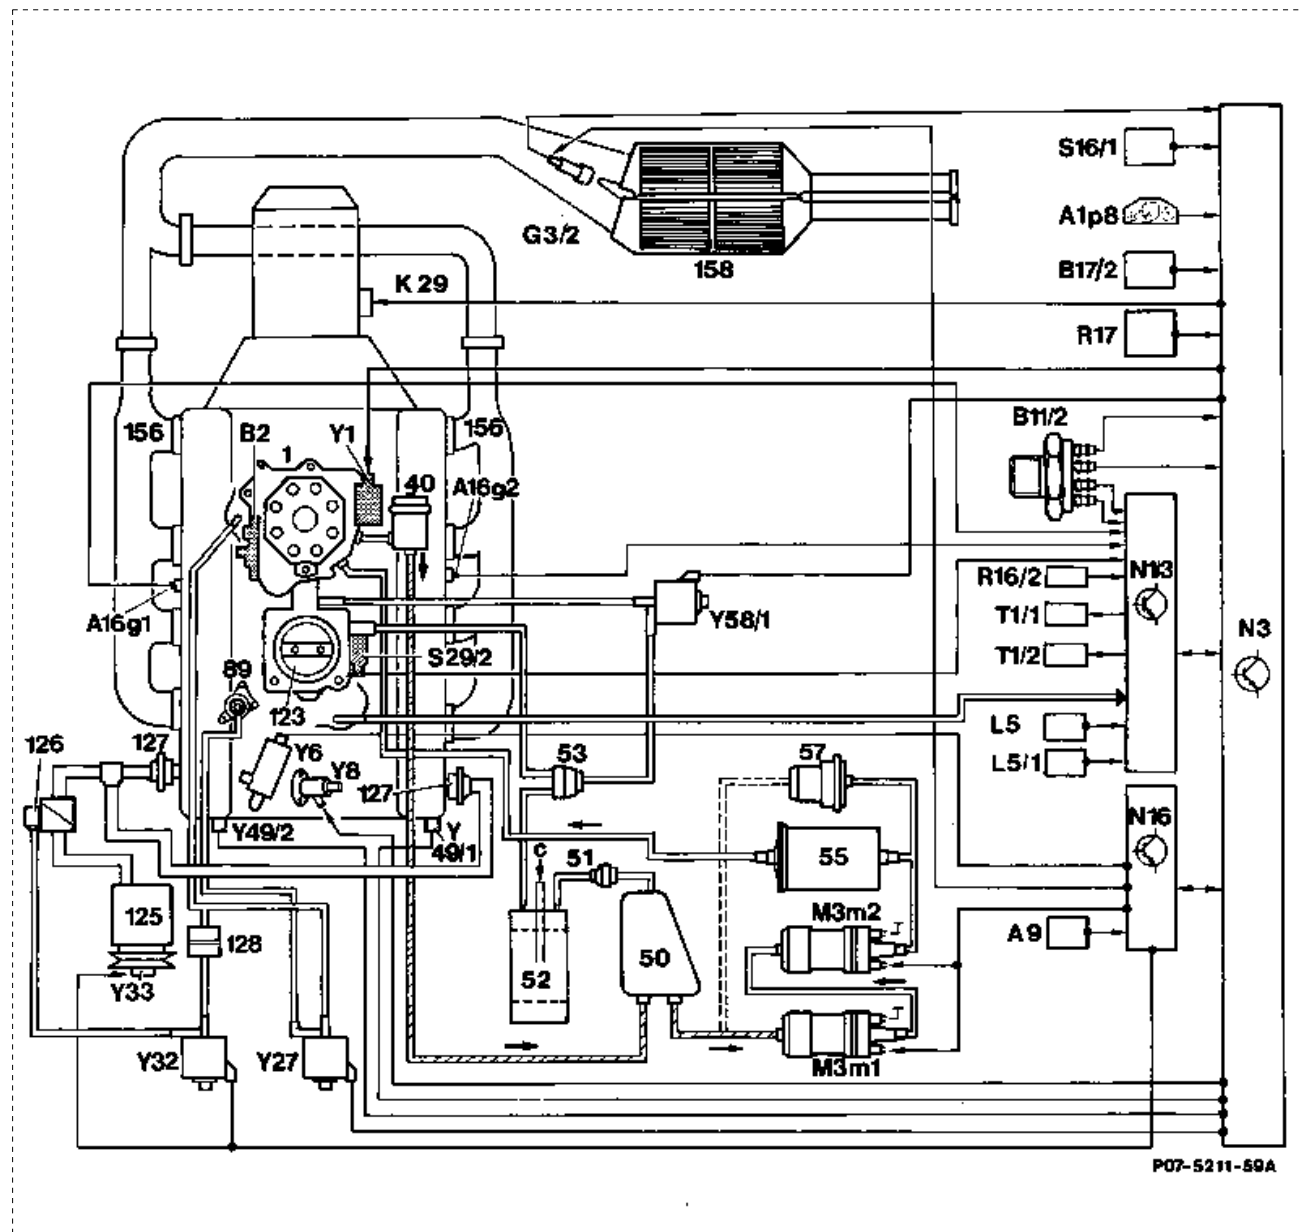 S16/1
A1p8
G3/2
158
B17/2
K 29
R17
156
B2
Y1
156
B11/2
1
40
A16g2
R16/2
N1/3
A16g1
Y58/1
T1/1
N3
S29/2
T1/2
89
123
L5
126
127
Y6
53
57
L5/1
Y8
127
Y49/2
Y
49/1
N16
C
51
55
125
M3m2
128
A9
50
52
Y33
Y32
Y27
M3m1
P07-5211-59A